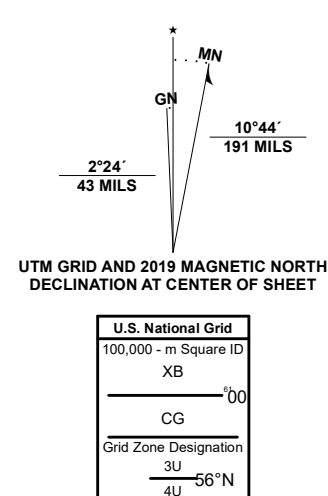 ★
MN
GN
10°44´
191 MILS
2°24´
43 MILS
UTM GRID AND 2019 MAGNETIC NORTH
DECLINATION AT CENTER OF SHEET
U.S. National Grid
100,000 - m Square ID
XB
6100
CG
Grid Zone Designation
3U
56°N
4U